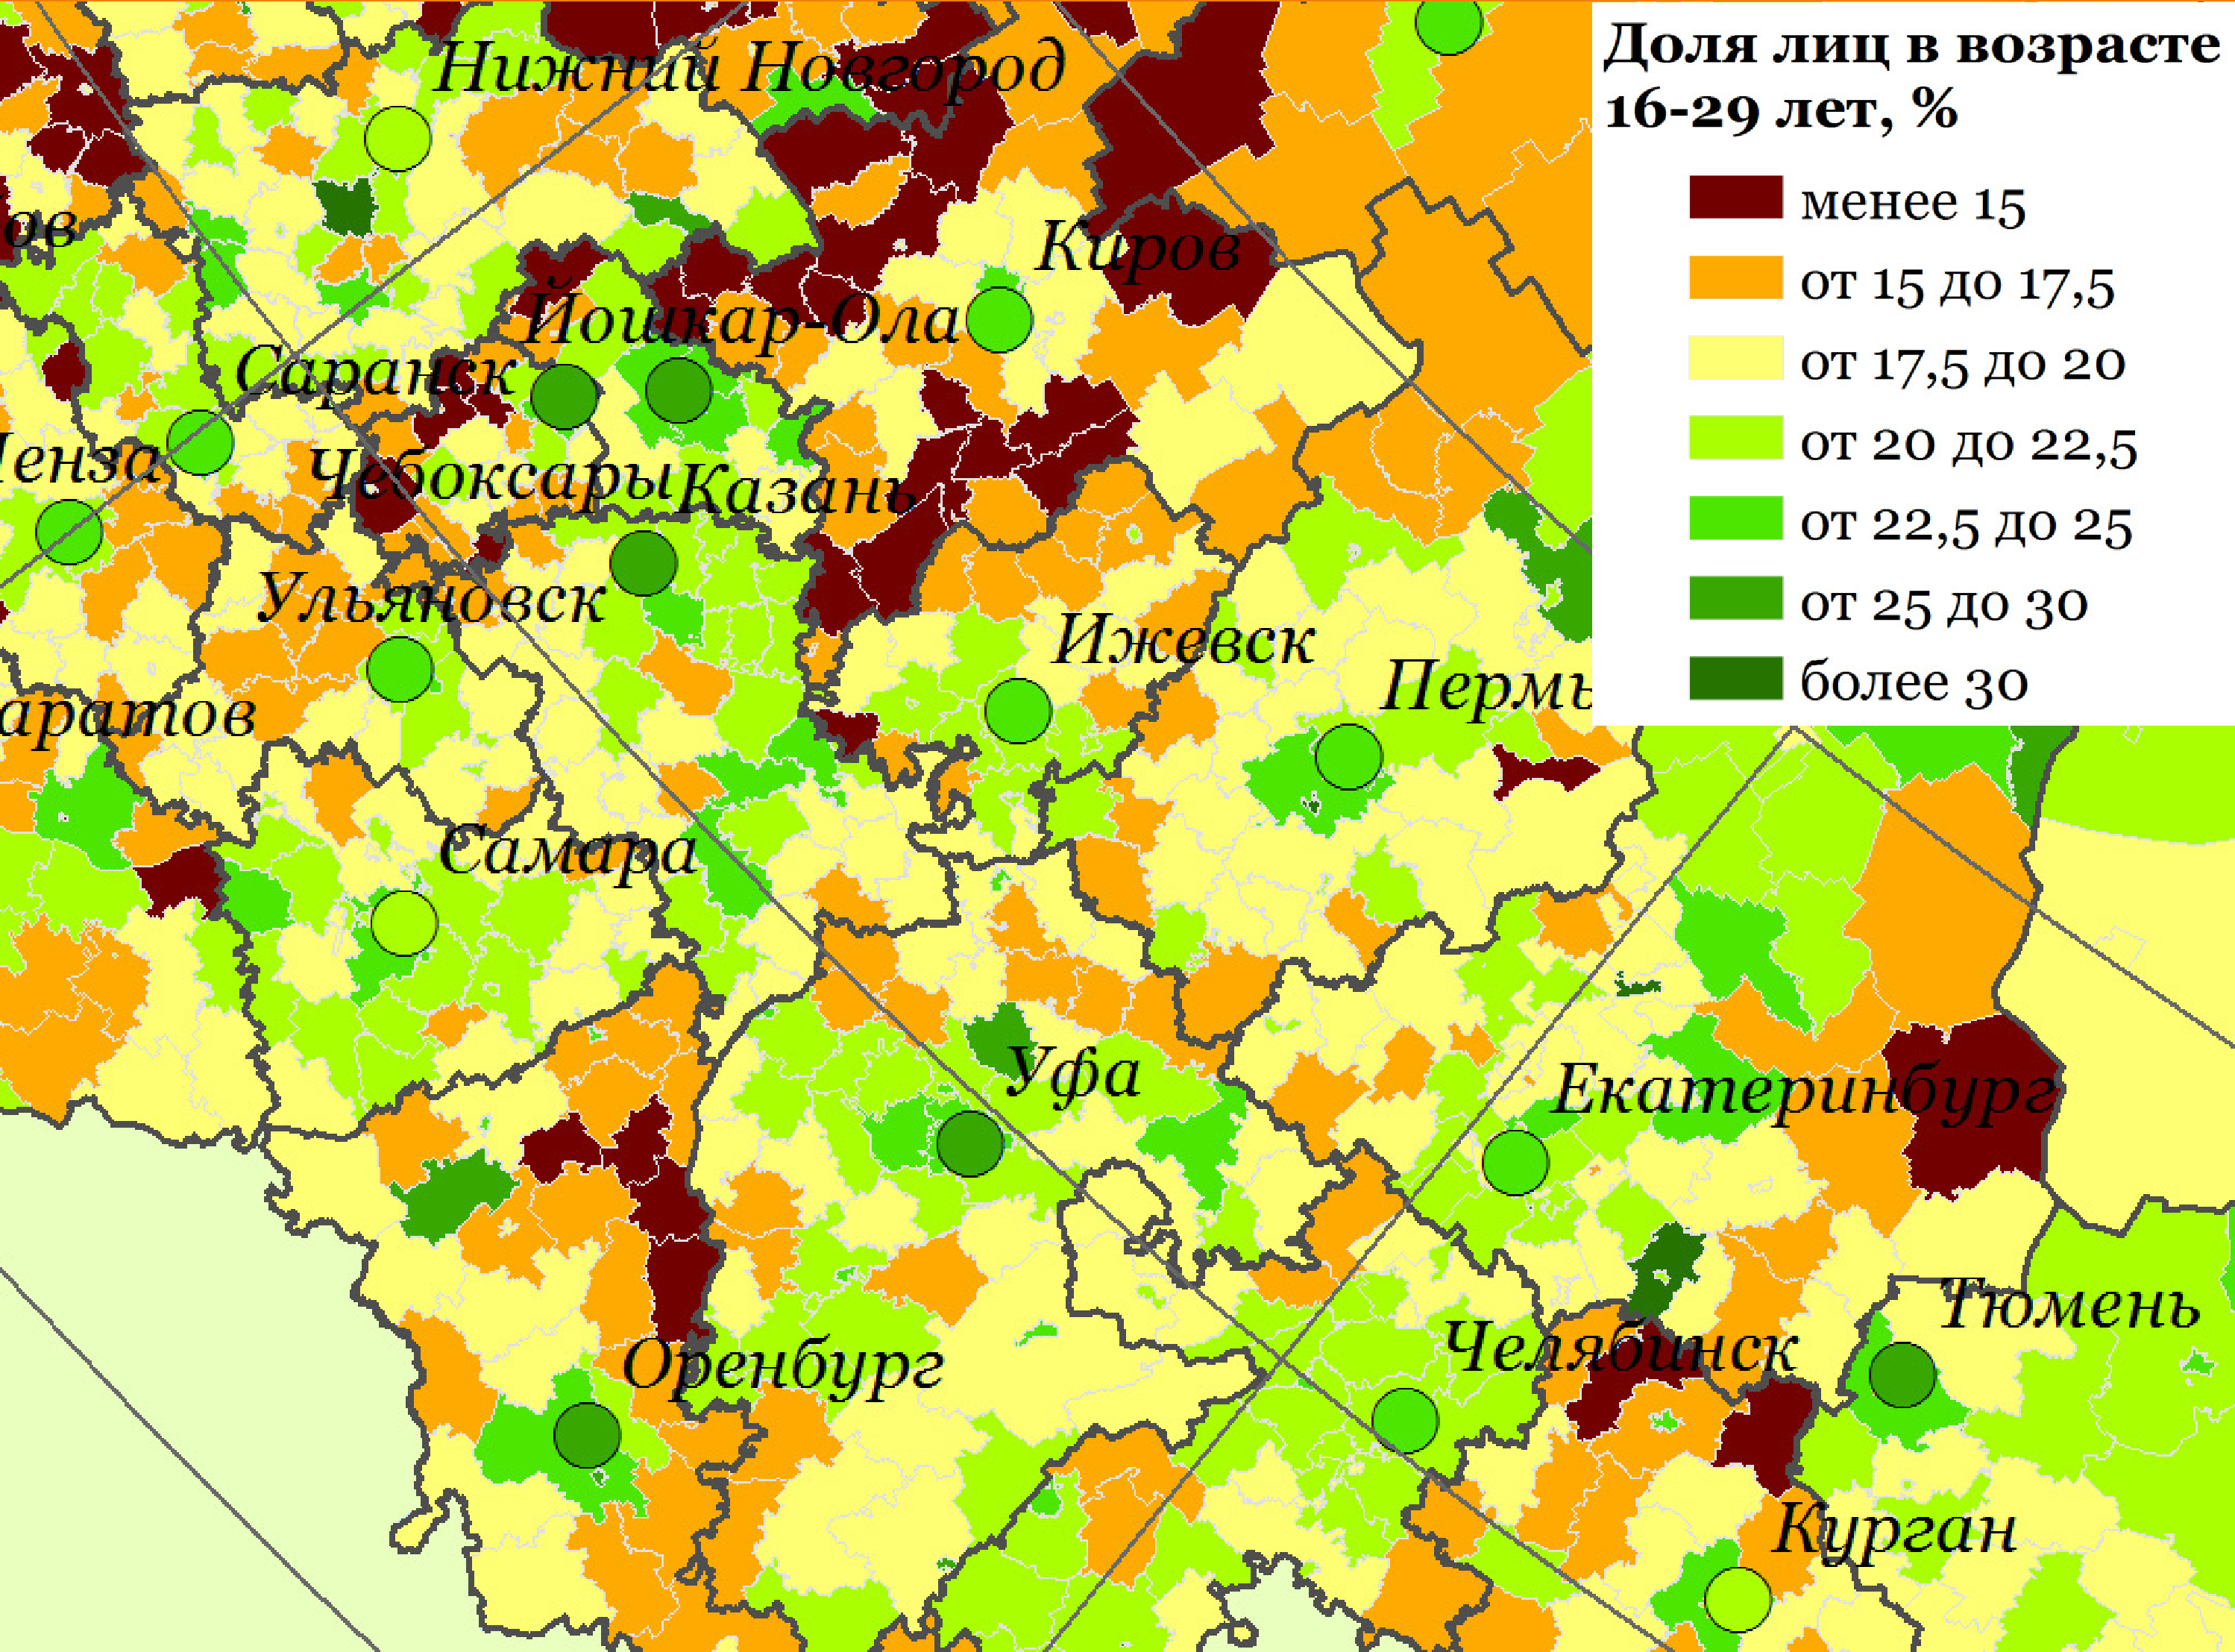 Доля лиц в возрасте
16-29 лет, %
менее 15
от 15 до 17,5
от 17,5 до 20
от 20 до 22,5
от 22,5 до 25
от 25 до 30
более 30
Нижний Новгород
ов
Киров
Йошкар-Ола
Саранск
Ленза
Чебоксары
Казань
Ульяновск
Ижевск
Пермь
аратов
Самара
Уфа
Екатеринбург
Тюмень
Челябинск
Оренбург
Курган